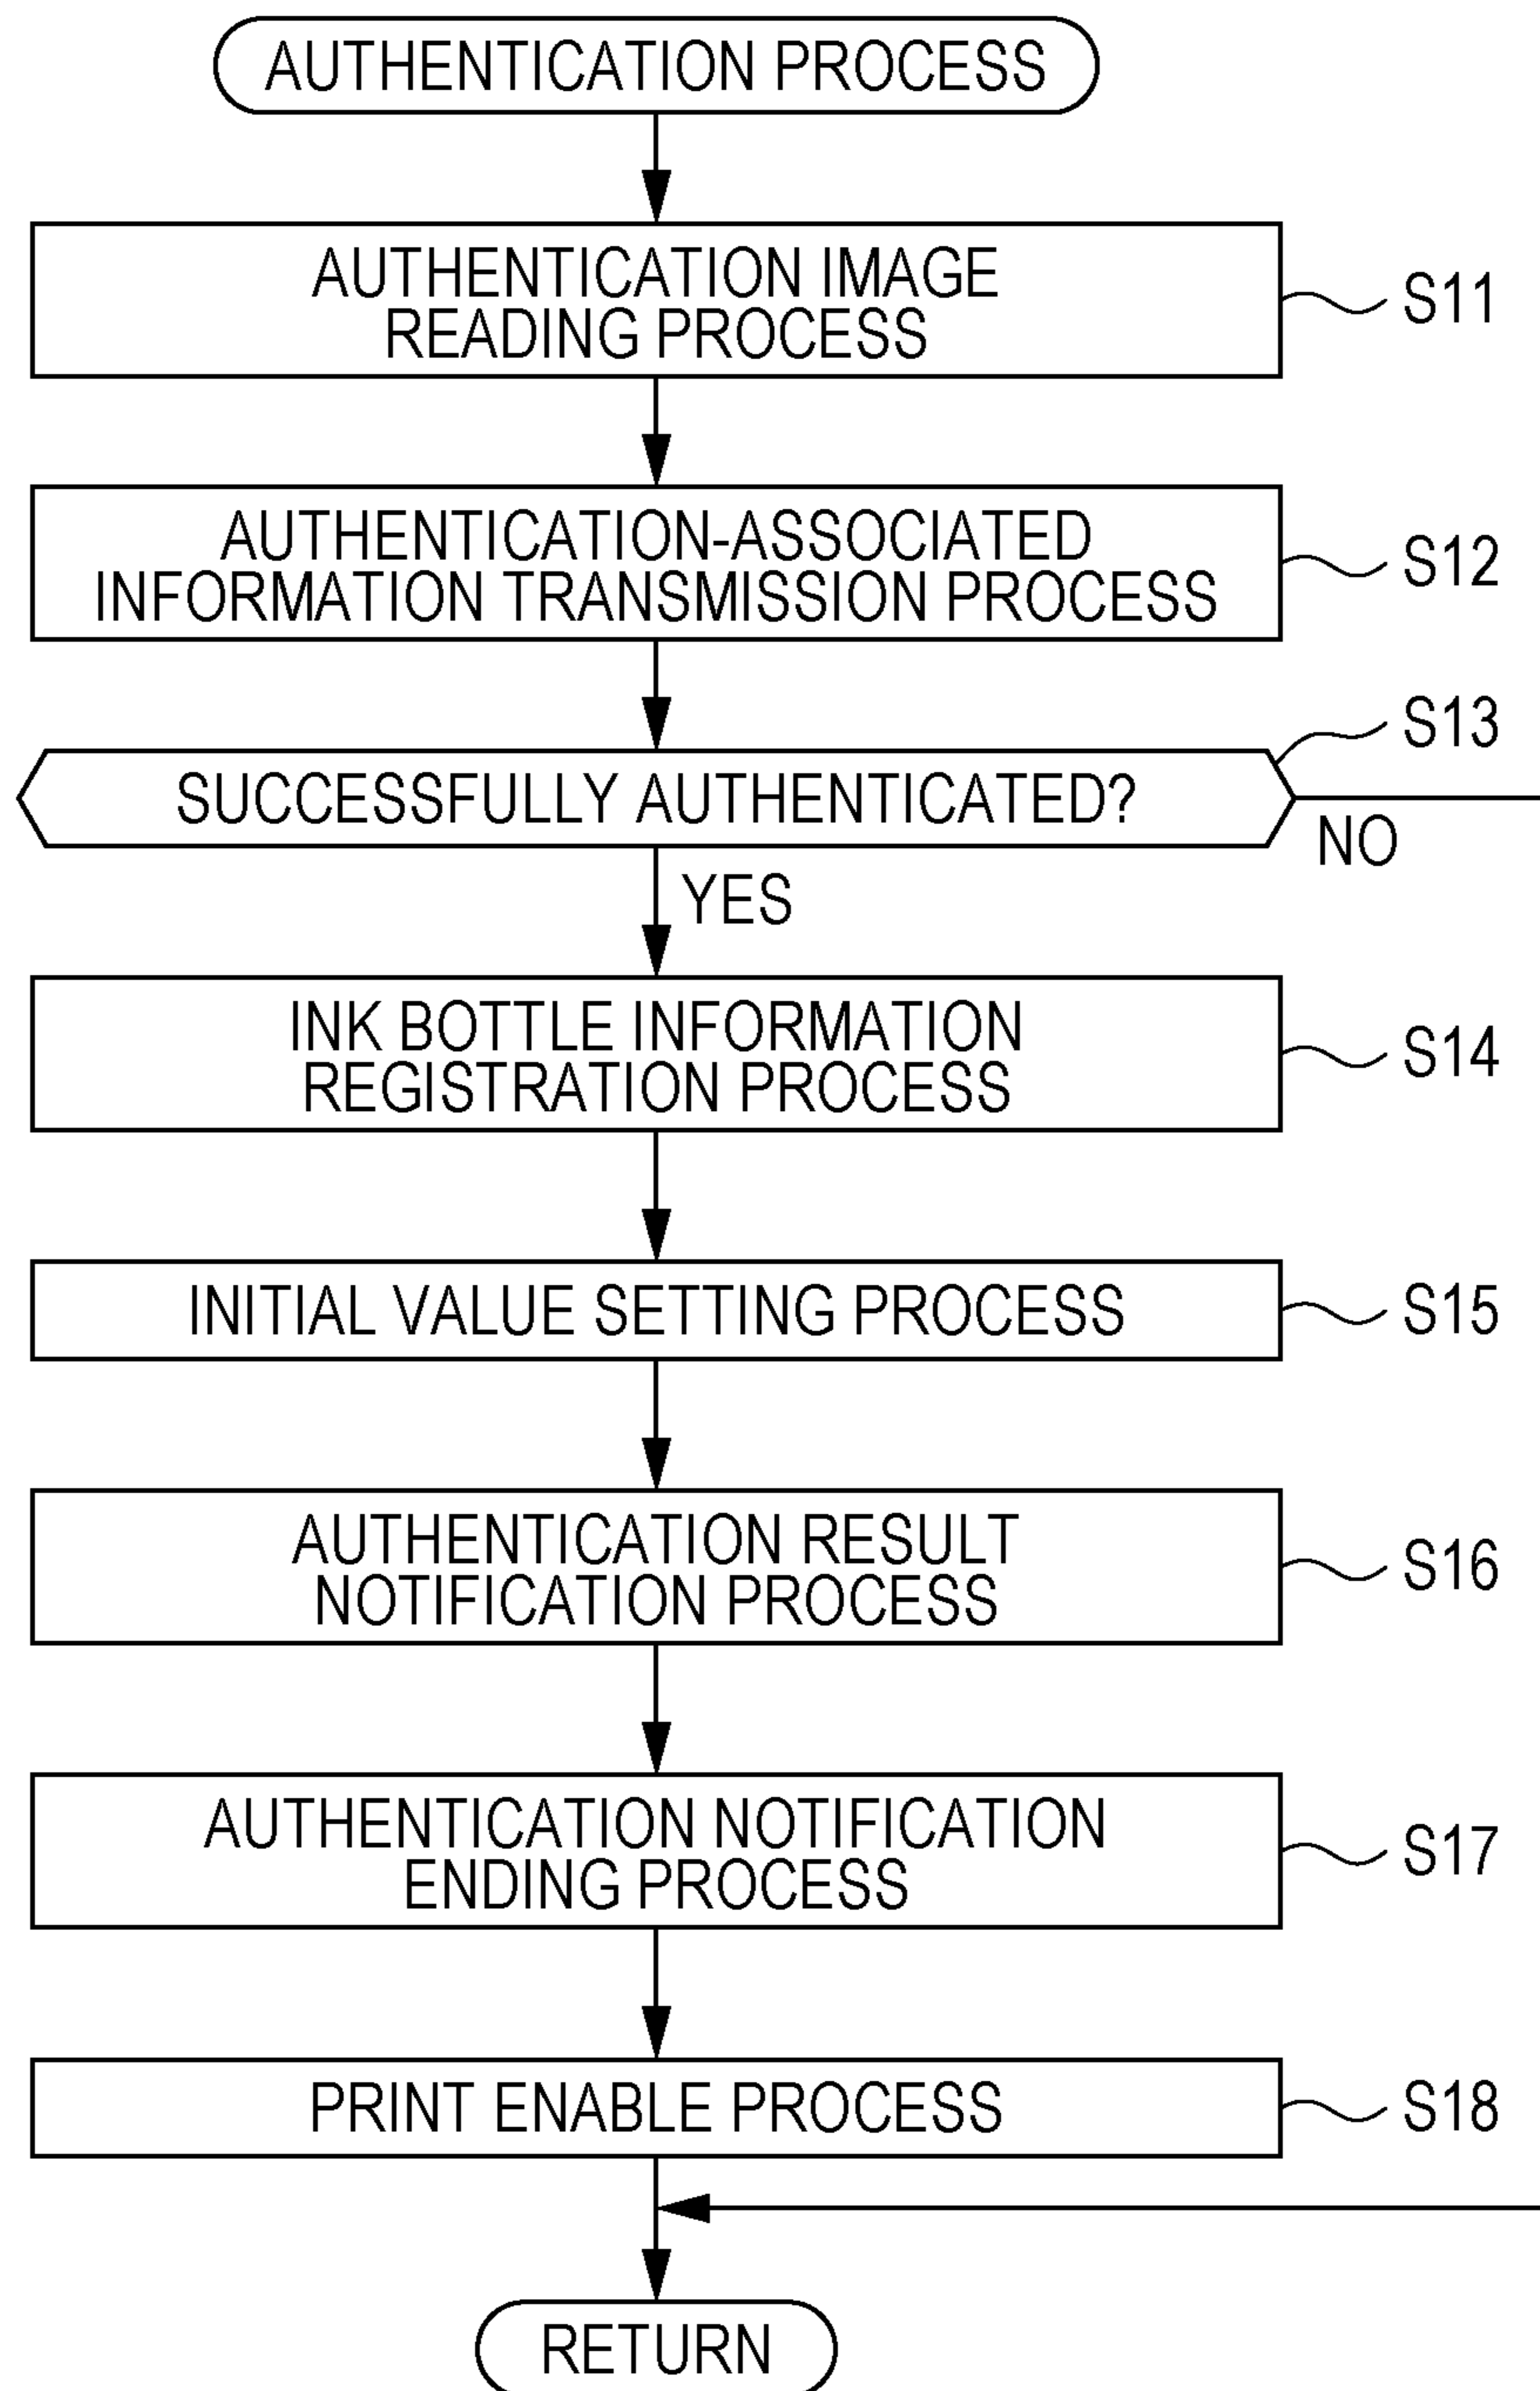 AUTHENTICATION PROCESS
AUTHENTICATION IMAGE
READING PROCESS
S11
AUTHENTICATION-ASSOCIATED
INFORMATION TRANSMISSION PROCESS
S12
S13
SUCCESSFULLY AUTHENTICATED?
NO
YES
INK BOTTLE INFORMATION
REGISTRATION PROCESS
S14
INITIAL VALUE SETTING PROCESS
S15
AUTHENTICATION RESULT
NOTIFICATION PROCESS
S16
AUTHENTICATION NOTIFICATION
ENDING PROCESS
S17
PRINT ENABLE PROCESS
S18
RETURN